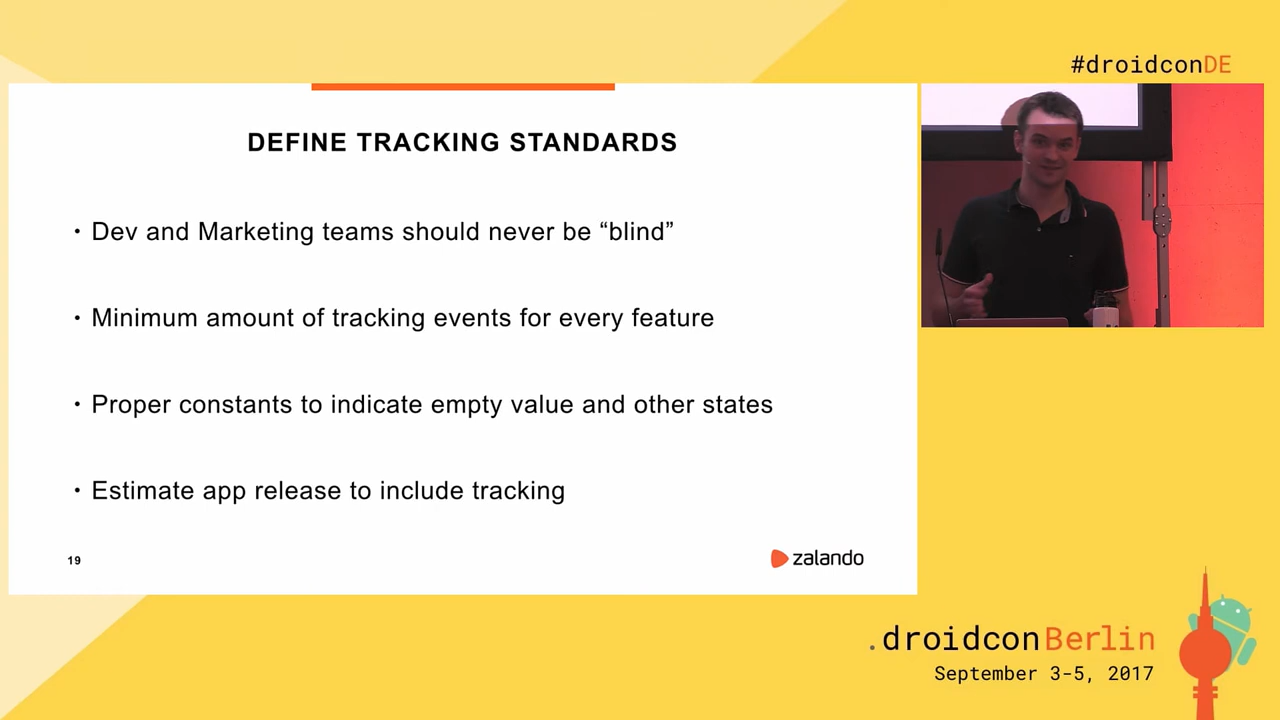 #droidconDE
DEFINE TRACKING STANDARDS
· Dev and Marketing teams should never be “blind”
· Minimum amount of tracking events for every feature
· Proper constants to indicate empty value and other states
· Estimate app release to include tracking
19
zalando
.droidconBerlin
September 3-5, 2017